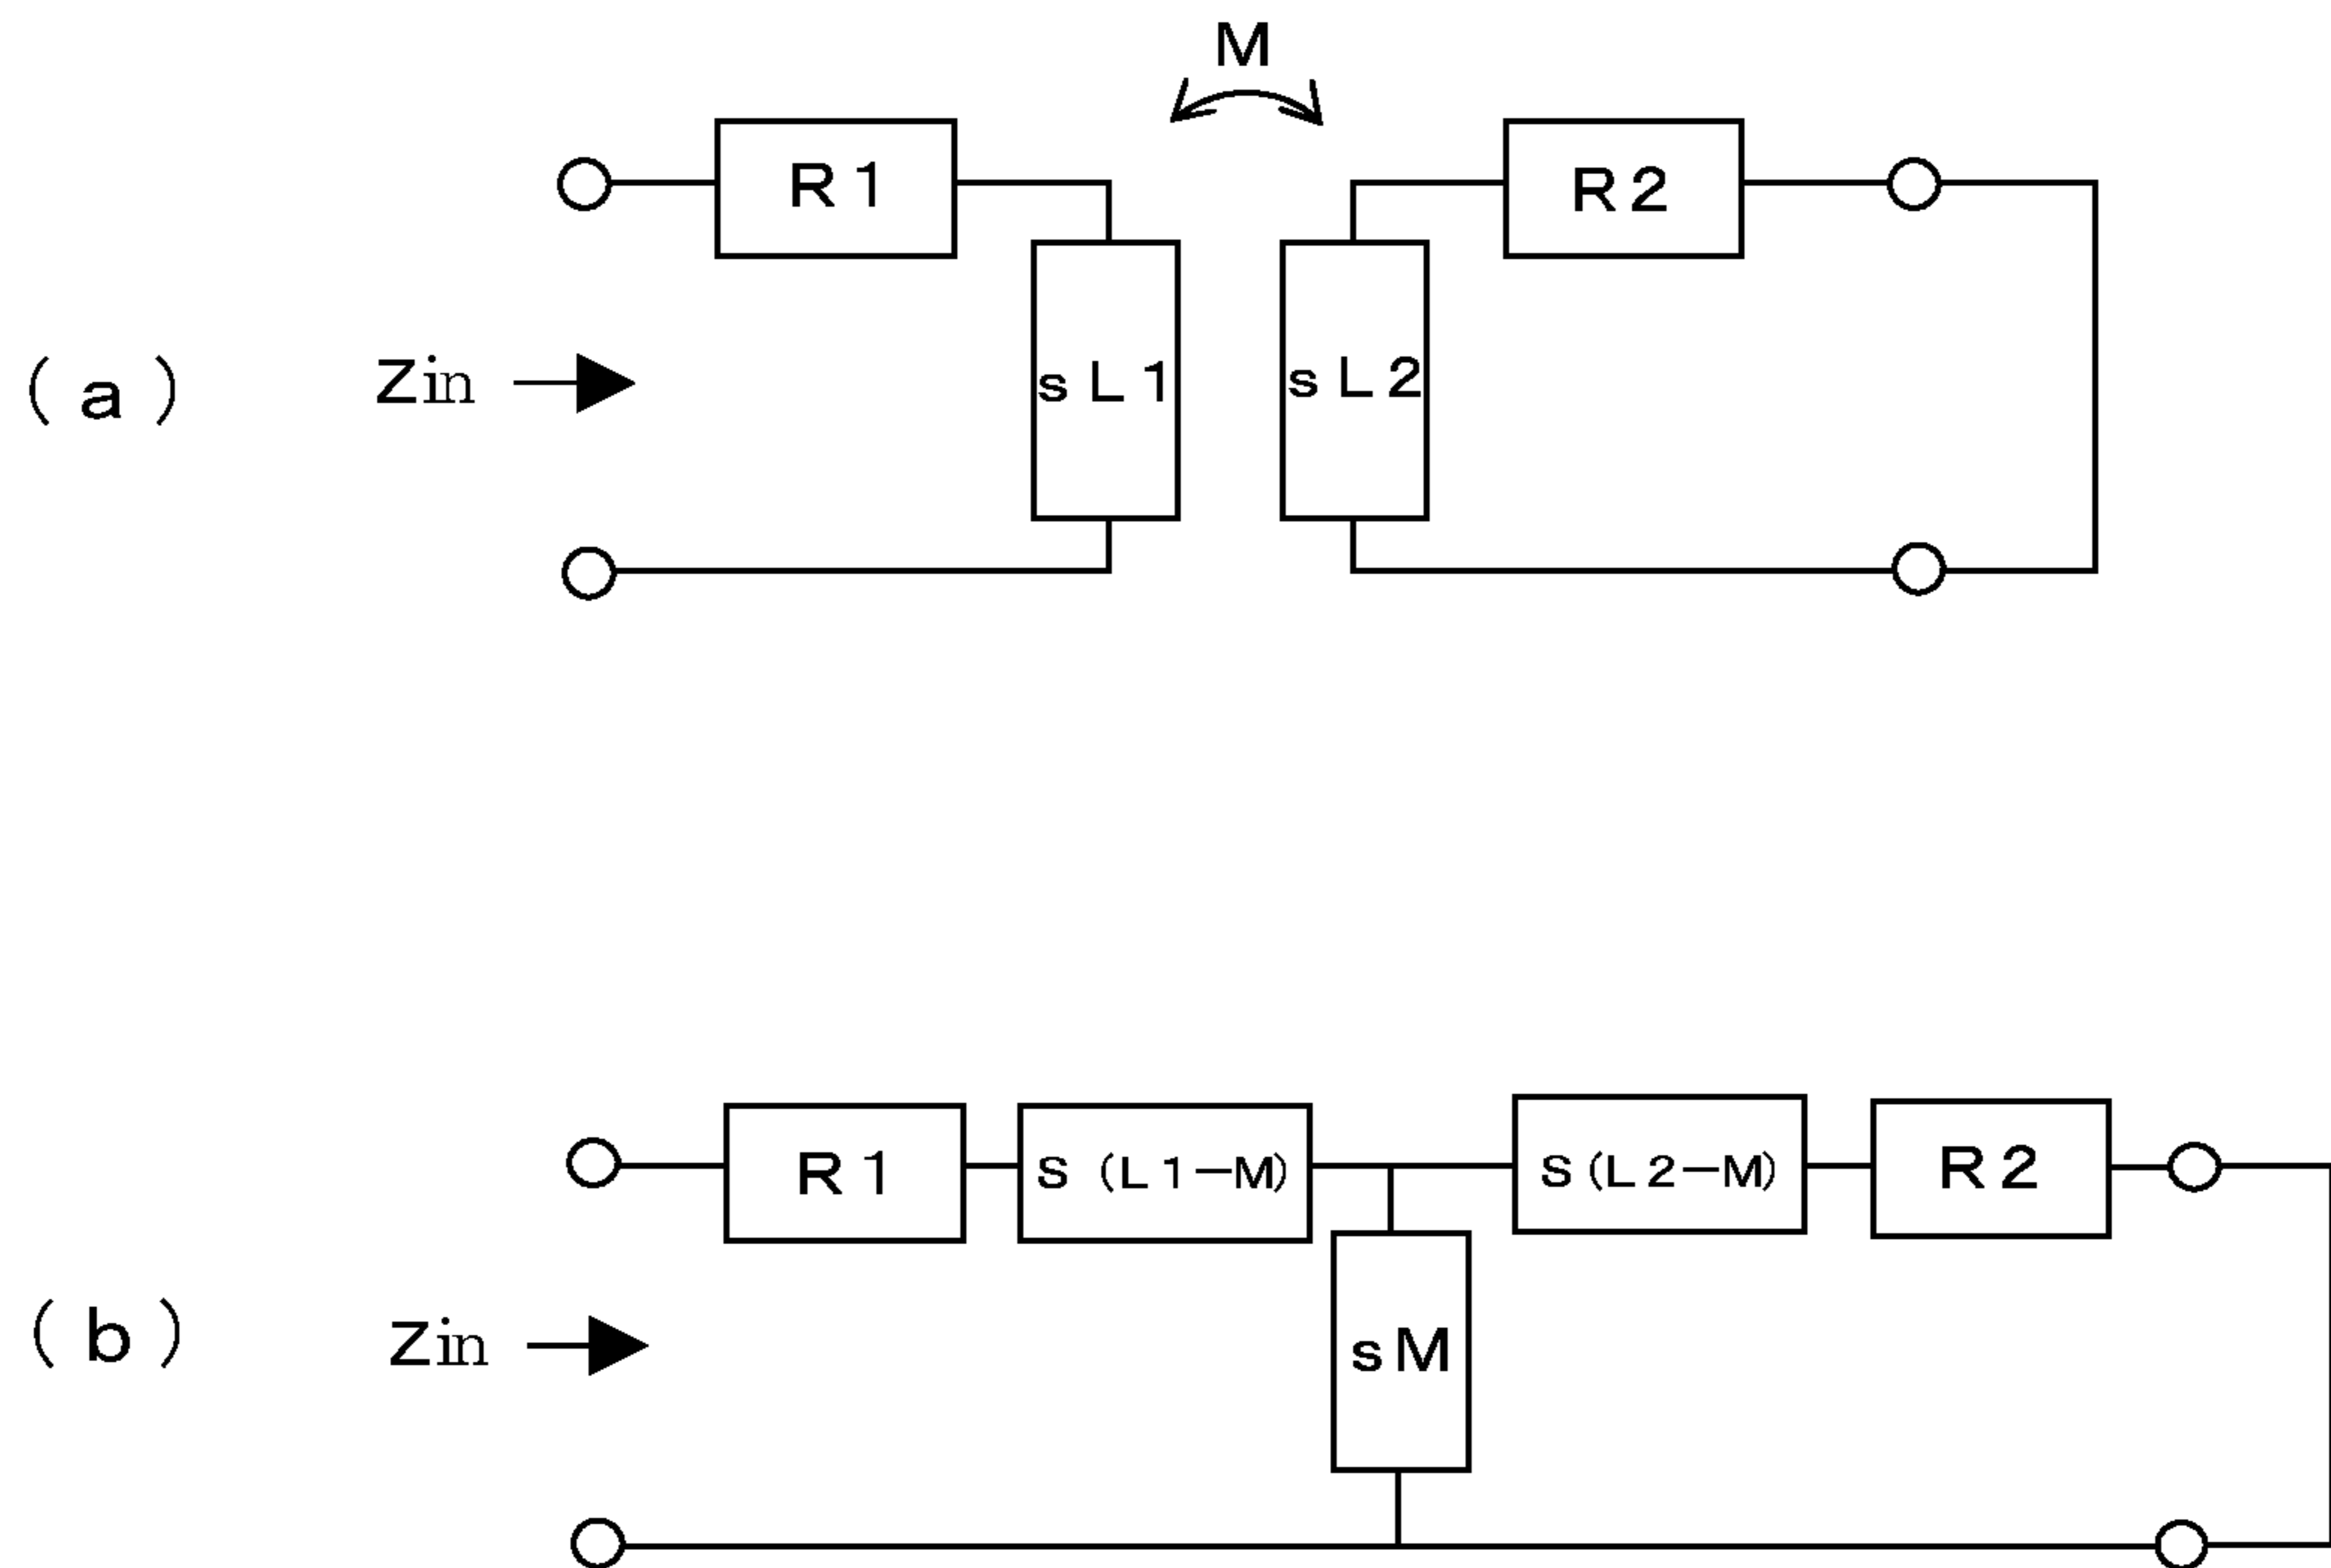 M
R1
R2
(a)
Zin
sL1
sL2
R1
S (L1−M)
S(L2−M)
R2
(b)
Zin
sM